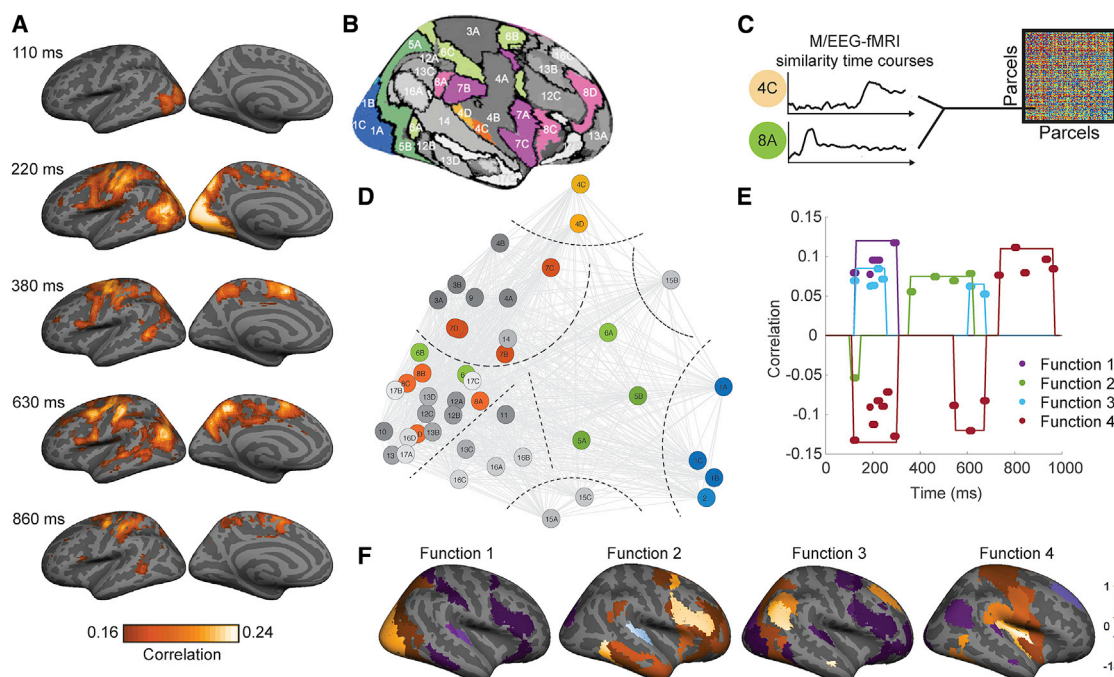 A
110 ms
220 ms
380 ms
630 ms
860 ms
0.16
0.24
Correlation
B
3A
6B
5A
6C
12A
13C
8A
16A
7B
4A
13B
12C
8D
1B
1C
1A
14
4D
4B
4C
7A
8C
13A
5A
5B
12B
13D
7C
C
M/EEG-fMRI
similarity time courses
4C
8A
Parcels
Parcels
D
4C
4D
4B
7C
15B
3B
3A
9
4A
7D
14
7B
6A
6B
8B
17C
8C
17B
1A
13D
12A
8A
5B
12C
12B
11
10
13B
16D
5A
13
17A
13C
16B
16A
16C
1B
2
15C
15A
E
0.15
0.1
0.05
0
-0.05
-0.1
-0.15
Correlation
0
200
400
600
800
1000
Time (ms)
Function 1
Function 2
Function 3
Function 4
F
Function 1
Function 2
Function 3
Function 4
1
0